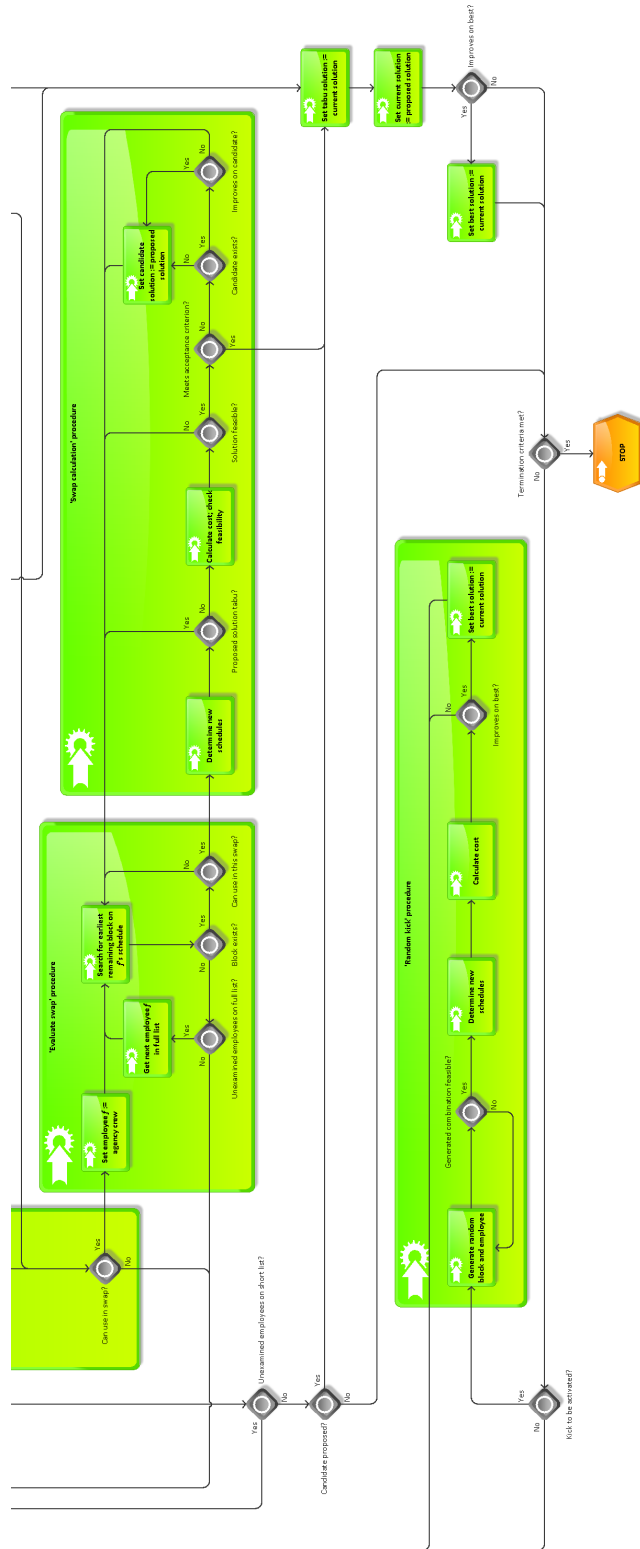 'Evaluate swap' procedure
'Swap calculation' procedure
Can use in swap?
Yes
No
Set employee f :=
agency crew
Search for earliest
remaining block on
f's schedule
Get next employee f
in full list
Yes
No
Unexamined employees on full list?
Yes
No
Block exists?
No
Yes
Can use in this swap?
Determine new
schedules
Yes
No
Proposed solution tabu?
Calculate cost; check
feasibility
No
Yes
Solution feasible?
Meets acceptance criterion?
No
Yes
Set candidate
solution := proposed
solution
No
Yes
Candidate exists?
Yes
No
Improves on candidate?
Unexamined employees on short list?
Yes
No
Candidate proposed?
Yes
No
Set tabu solution :=
current solution
Set current solution
:= proposed solution
Improves on best?
Yes
No
Set best solution :=
current solution
'Random kick' procedure
Generate random
block and employee
Generated combination feasible?
Yes
No
Determine new
schedules
Calculate cost
No
Yes
Improves on best?
Set best solution :=
current solution
Yes
No
Kick to be activated?
Termination criteria met?
No
Yes
STOP